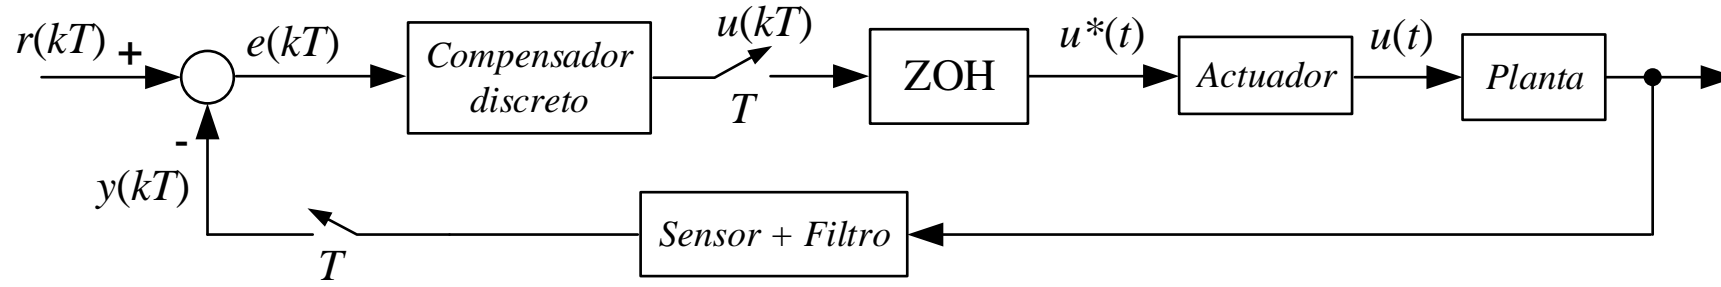 r(kT)
+
e(kT)
Compensador
discreto
u(kT)
T
ZOH
u*(t)
Actuador
u(t)
Planta
-
y(kT)
T
Sensor + Filtro